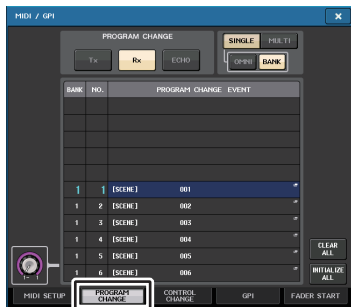 MIDI / GPI
PROGRAM CHANGE
Tx Rx ECHO
SINGLE MULTI
OMNI BANK
BANK NO. PROGRAM CHANGE EVENT
1 1 [SCENE] 001
1 2 [SCENE] 002
1 3 [SCENE] 003
1 4 [SCENE] 004
1 5 [SCENE] 005
1 6 [SCENE] 006
CLEAR ALL
INITIALIZE ALL
MIDI SETUP PROGRAM CHANGE CONTROL CHANGE GPI FADER START